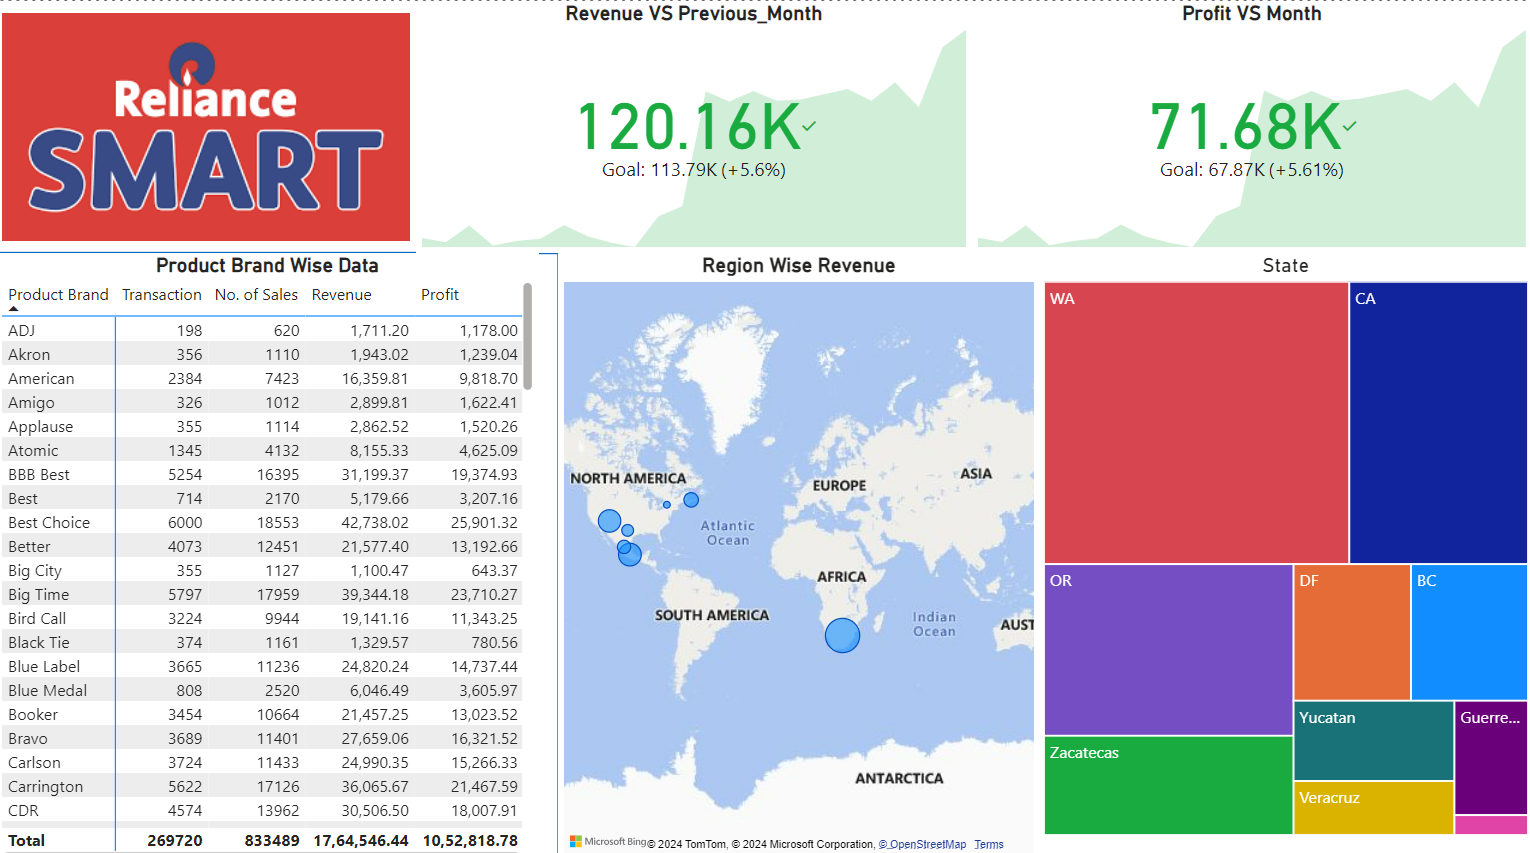 Reliance
SMART
Revenue VS Previous_Month
120.16K
Goal: 113.79K (+5.6%)
Profit VS Month
71.68K
Goal: 67.87K (+5.61%)
Product Brand Wise Data
Product Brand Transaction No. of Sales Revenue Profit
ADJ 198 620 1,711.20 1,178.00
Akron 356 1110 1,943.02 1,239.04
American 2384 7423 16,359.81 9,818.70
Amigo 326 1012 2,899.81 1,622.41
Applause 355 1114 2,862.52 1,520.26
Atomic 1345 4132 8,155.33 4,625.09
BBB Best 5254 16395 31,199.37 19,374.93
Best 714 2170 5,179.66 3,207.16
Best Choice 6000 18553 42,738.02 25,901.32
Better 4073 12451 21,577.40 13,192.66
Big City 355 1127 1,100.47 643.37
Big Time 5797 17959 39,344.18 23,710.27
Bird Call 3224 9944 19,141.16 11,343.25
Black Tie 374 1161 1,329.57 780.56
Blue Label 3665 11236 24,820.24 14,737.44
Blue Medal 808 2520 6,046.49 3,605.97
Booker 3454 10664 21,457.25 13,023.52
Bravo 3689 11401 27,659.06 16,321.52
Carlson 3724 11433 24,990.35 15,266.33
Carrington 5622 17126 36,065.67 21,467.59
CDR 4574 13962 30,506.50 18,007.91
Total 269720 833489 17,64,546.44 10,52,818.78
Region Wise Revenue
NORTH AMERICA
EUROPE
ASIA
Atlantic
Ocean
AFRICA
SOUTH AMERICA
Indian
Ocean
AUST
ANTARCTICA
Microsoft Bing © 2024 TomTom, © 2024 Microsoft Corporation, © OpenStreetMap Terms
State
WA
CA
OR
DF
BC
Zacatecas
Yucatan
Guerre...
Veracruz